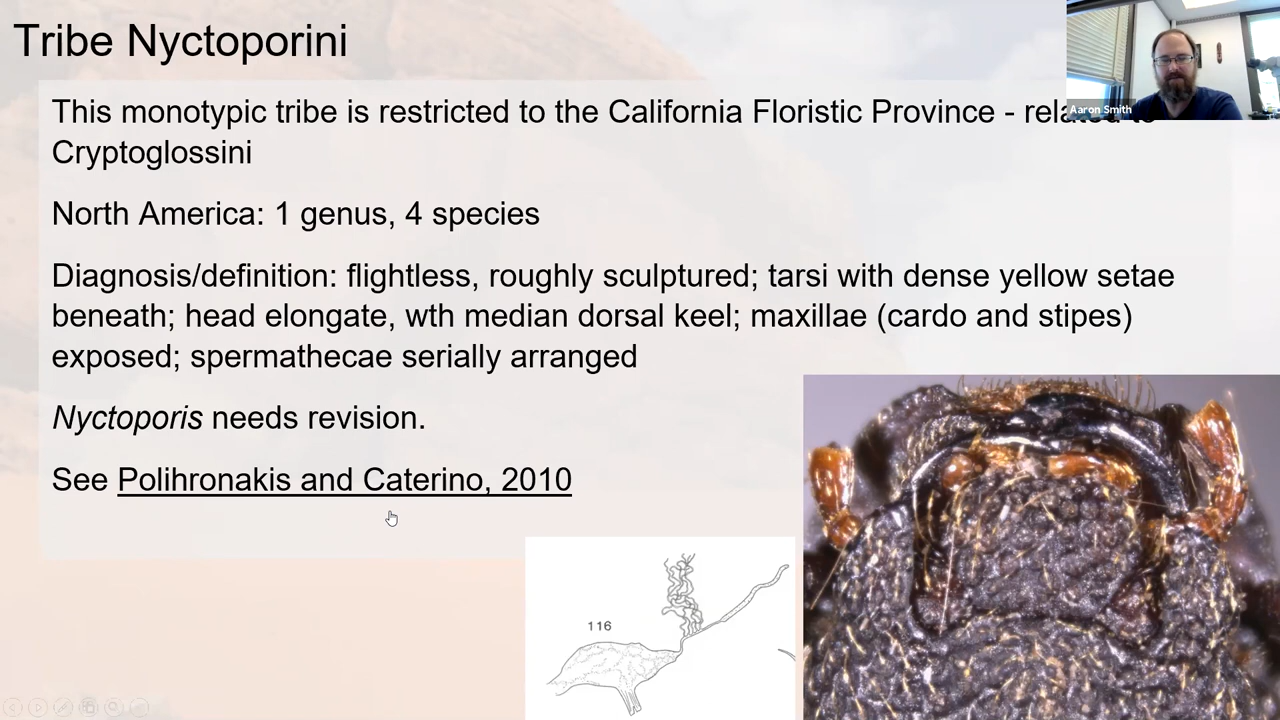 Tribe Nyctoporini
Aaron Smith
This monotypic tribe is restricted to the California Floristic Province - related to
Cryptoglossini
North America: 1 genus, 4 species
Diagnosis/definition: flightless, roughly sculptured; tarsi with dense yellow setae
beneath; head elongate, wth median dorsal keel; maxillae (cardo and stipes)
exposed; spermathecae serially arranged
Nyctoporis needs revision.
See Polihronakis and Caterino, 2010
116